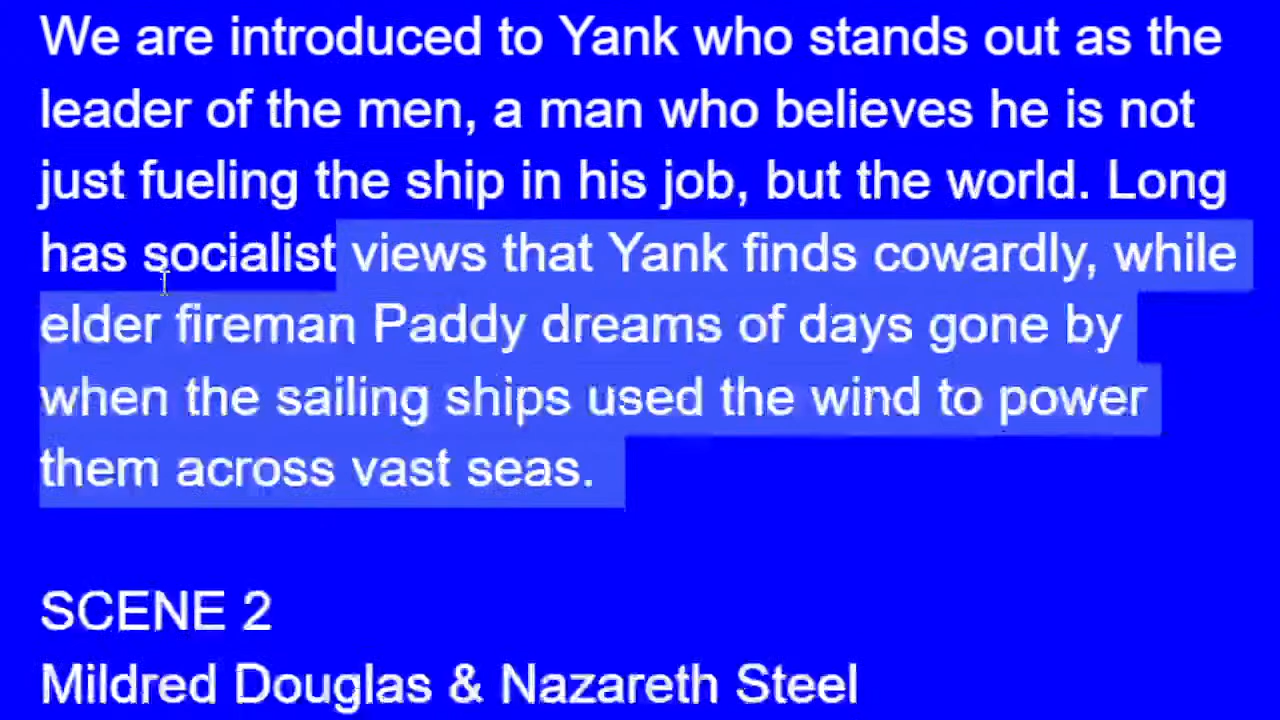 We are introduced to Yank who stands out as the
leader of the men, a man who believes he is not
just fueling the ship in his job, but the world. Long
has socialist views that Yank finds cowardly, while
elder fireman Paddy dreams of days gone by
when the sailing ships used the wind to power
them across vast seas.
SCENE 2
Mildred Douglas & Nazareth Steel